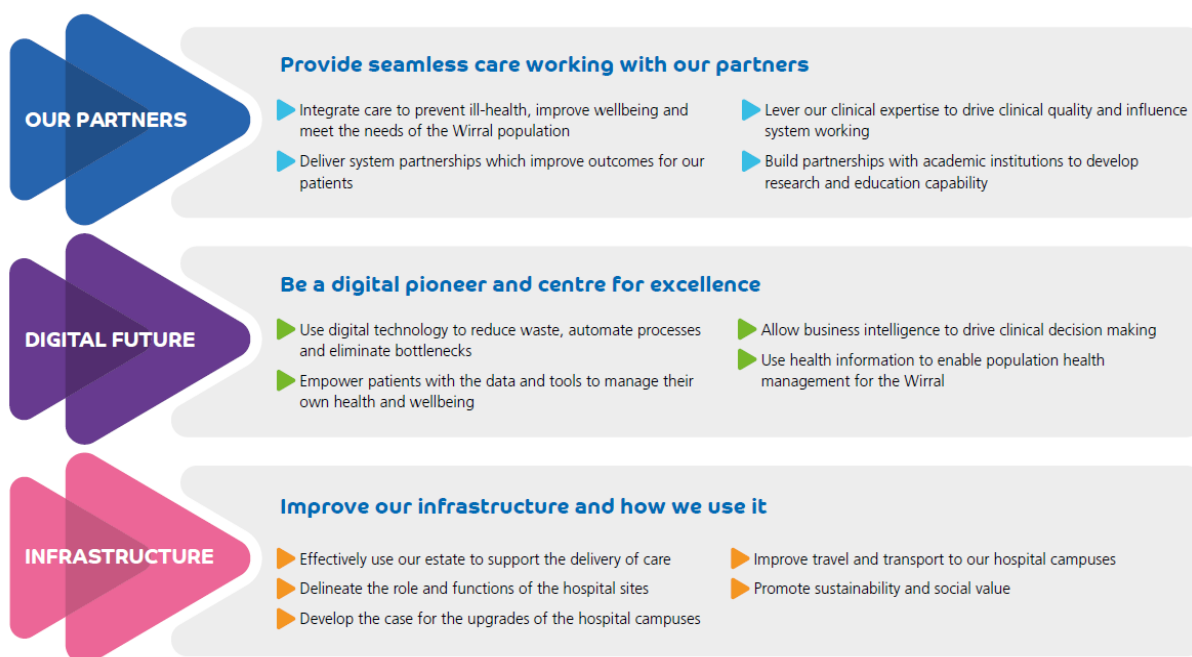 OUR PARTNERS
Provide seamless care working with our partners
Integrate care to prevent ill-health, improve wellbeing and
meet the needs of the Wirral population
Deliver system partnerships which improve outcomes for our
patients
Lever our clinical expertise to drive clinical quality and influence
system working
Build partnerships with academic institutions to develop
research and education capability
DIGITAL FUTURE
Be a digital pioneer and centre for excellence
Use digital technology to reduce waste, automate processes
and eliminate bottlenecks
Empower patients with the data and tools to manage their
own health and wellbeing
Allow business intelligence to drive clinical decision making
Use health information to enable population health
management for the Wirral
INFRASTRUCTURE
Improve our infrastructure and how we use it
Effectively use our estate to support the delivery of care
Delineate the role and functions of the hospital sites
Develop the case for the upgrades of the hospital campuses
Improve travel and transport to our hospital campuses
Promote sustainability and social value